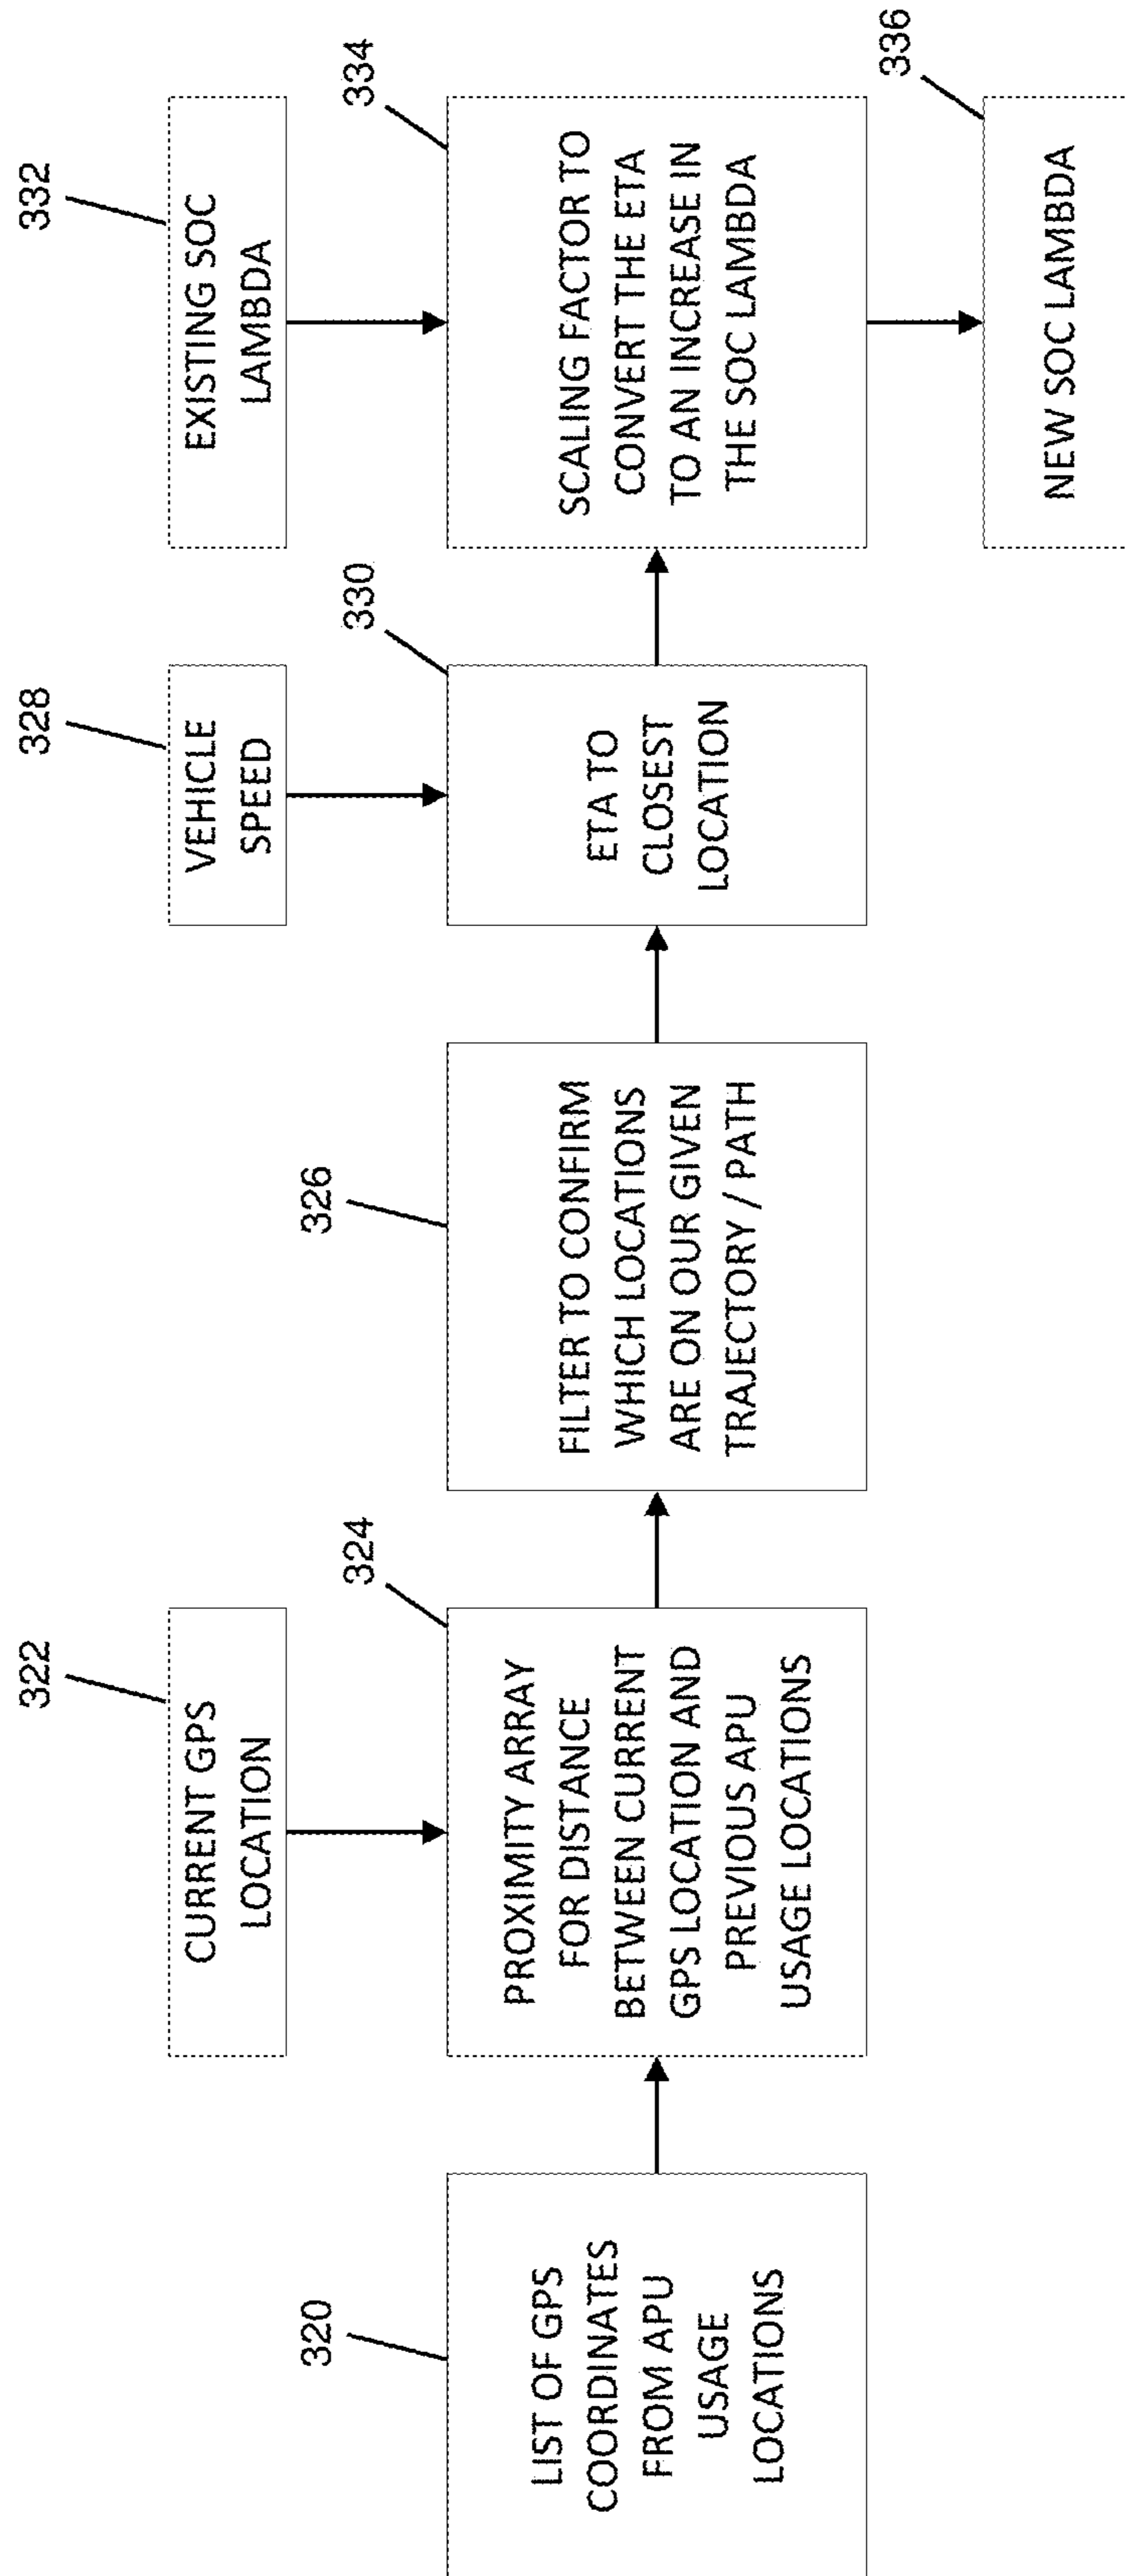 320
LIST OF GPS
COORDINATES
FROM APU
USAGE
LOCATIONS
322
CURRENT GPS
LOCATION
324
PROXIMITY ARRAY
FOR DISTANCE
BETWEEN CURRENT
GPS LOCATION AND
PREVIOUS APU
USAGE LOCATIONS
326
FILTER TO CONFIRM
WHICH LOCATIONS
ARE ON OUR GIVEN
TRAJECTORY / PATH
328
VEHICLE
SPEED
330
ETA TO
CLOSEST
LOCATION
332
EXISTING SOC
LAMBDA
334
SCALING FACTOR TO
CONVERT THE ETA
TO AN INCREASE IN
THE SOC LAMBDA
336
NEW SOC LAMBDA